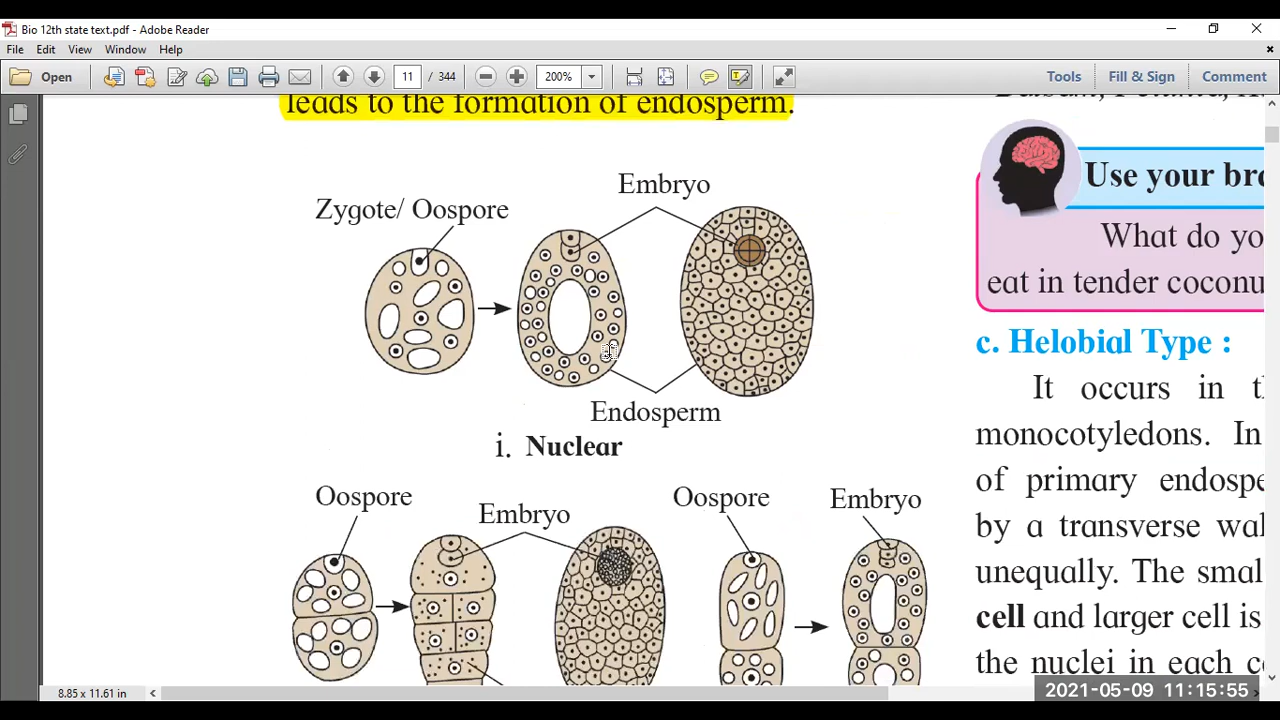 Bio 12th state text.pdf - Adobe Reader
File Edit View Window Help
Open 11 / 344 200% Tools Fill & Sign Comment
leads to the formation of endosperm.
Zygote/ Oospore
Embryo
Endosperm
i. Nuclear
Oospore
Embryo
Oospore
Embryo
Use your bra
What do yo
eat in tender coconu
c. Helobial Type :
It occurs in t
monocotyledons. In
of primary endospe
by a transverse wal
unequally. The smal
cell and larger cell is
the nuclei in each c
8.85 x 11.61 in
2021-05-09 11:15:55